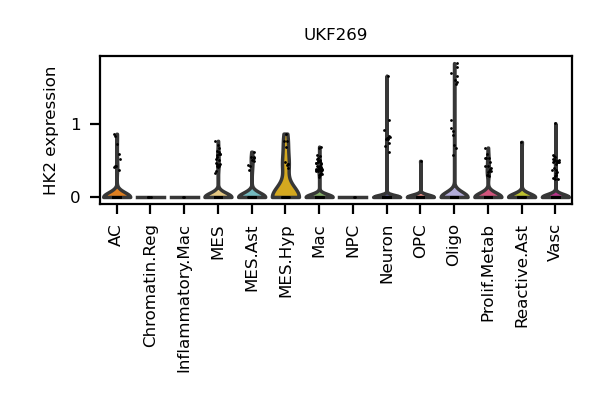 UKF269
HK2 expression
1
0
AC
Chromatin.Reg
Inflammatory.Mac
MES
MES.Ast
MES.Hyp
Mac
NPC
Neuron
OPC
Oligo
Prolif.Metab
Reactive.Ast
Vasc